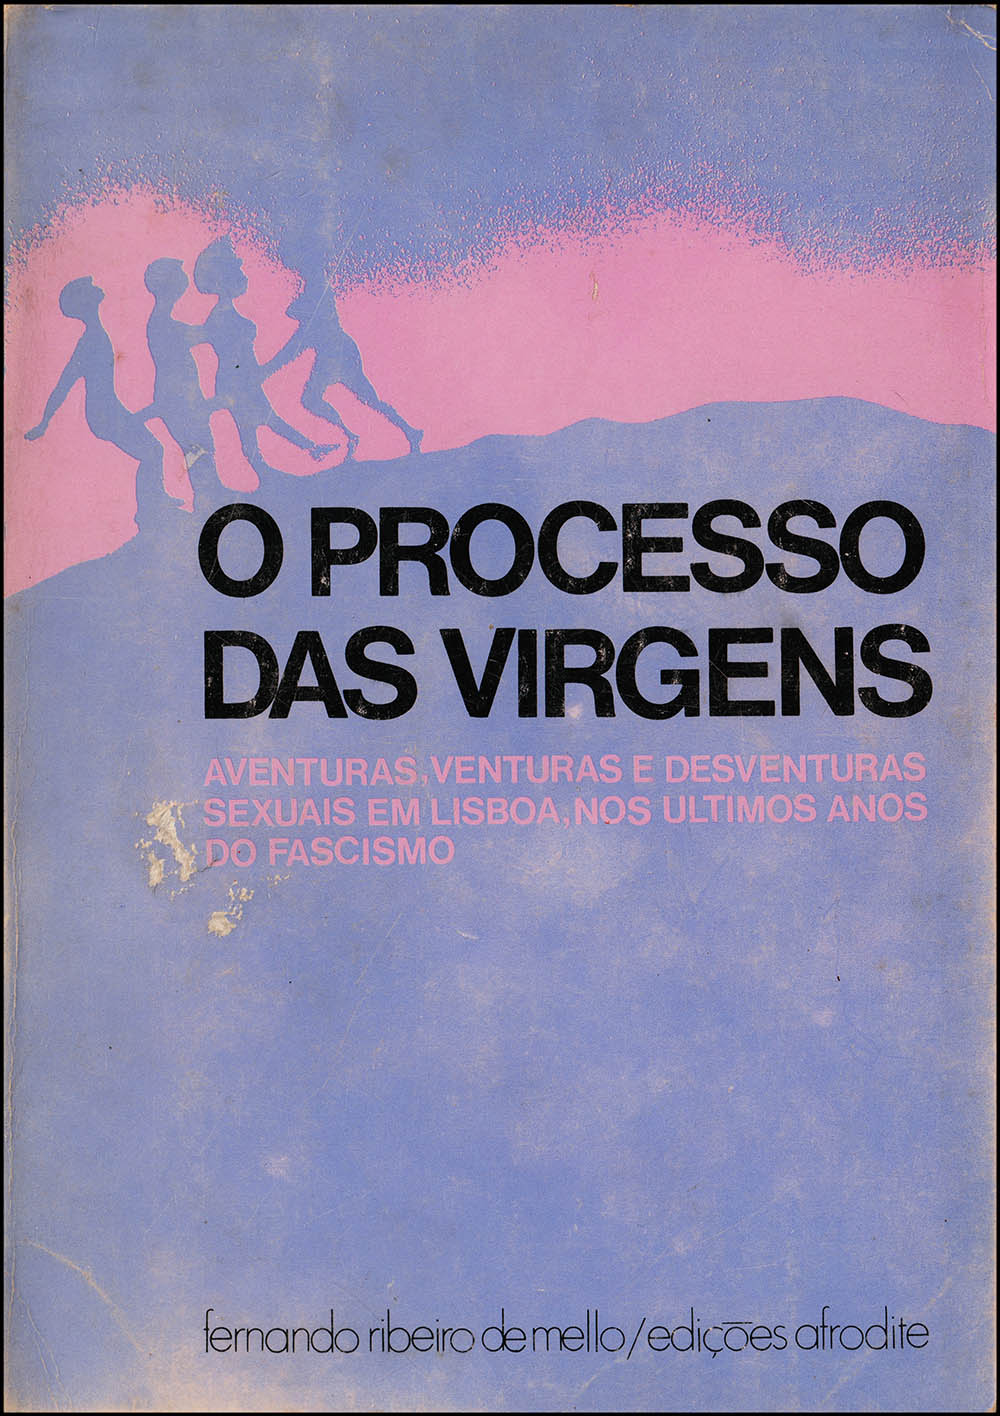 O PROCESSO
DAS VIRGENS
AVENTURAS, VENTURAS E DESVENTURAS
SEXUAIS EM LISBOA, NOS ULTIMOS ANOS
DO FASCISMO
fernando ribeiro de mello/edições afrodite